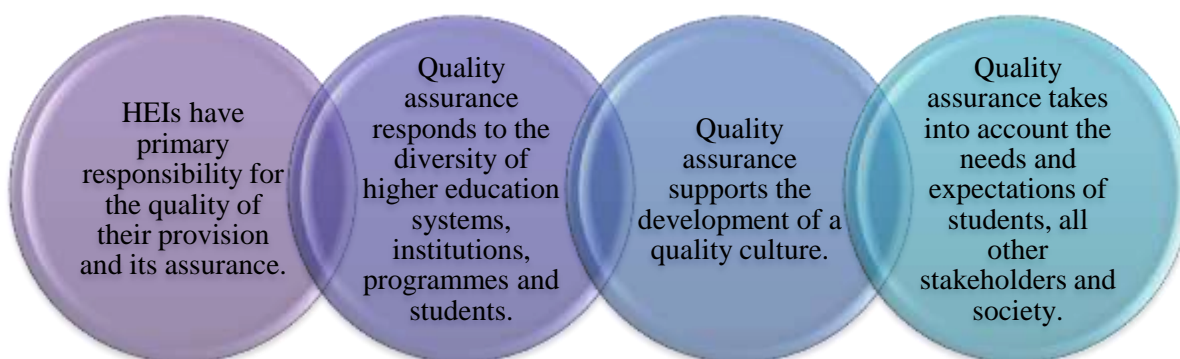 HEIs have
primary
responsibility for
the quality of
their provision
and its assurance.
Quality
assurance
responds to the
diversity of
higher education
systems,
institutions,
programmes and
students.
Quality
assurance
supports the
development of a
quality culture.
Quality
assurance takes
into account the
needs and
expectations of
students, all
other
stakeholders and
society.